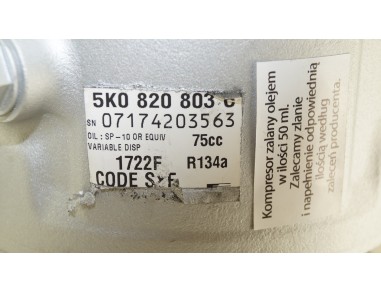 5K0 820 803
SN 07174203563
OIL : SP-10 OR EQUIV 75cc
VARIABLE DISP
1722F R134a
CODE
Kompresor zalany olejem
w ilości 50 ml.
Zalecamy zlanie
i napełnienie odpowiednią
ilością według
zaleceń producenta.